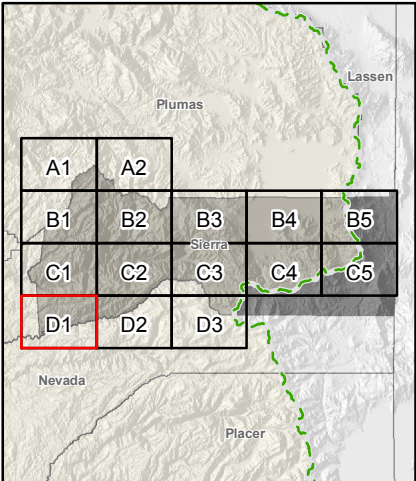 Lassen
Plumas
A1 A2
B1 B2 B3 B4 B5
Sierra
C1 C2 C3 C4 C5
D1 D2 D3
Nevada
Placer